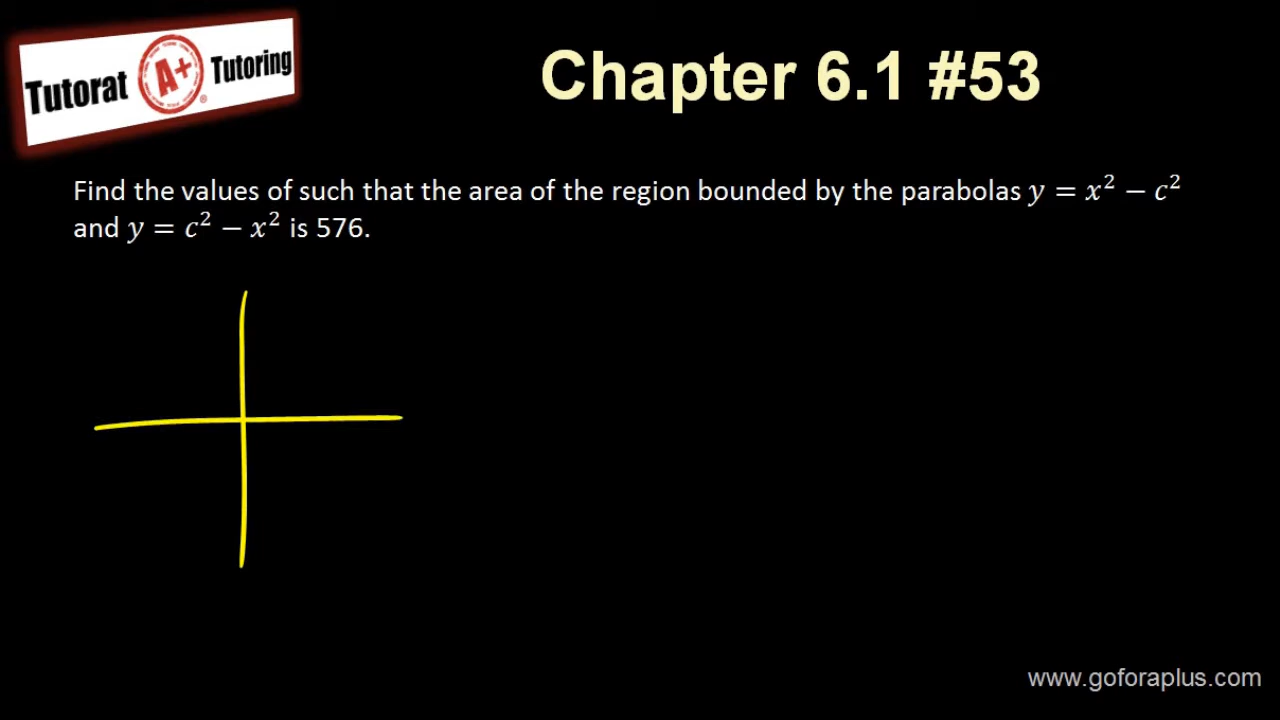 Tutorat A+ Tutoring
Chapter 6.1 #53
Find the values of such that the area of the region bounded by the parabolas y = x² − c²
and y = c² − x² is 576.
www.goforaplus.com